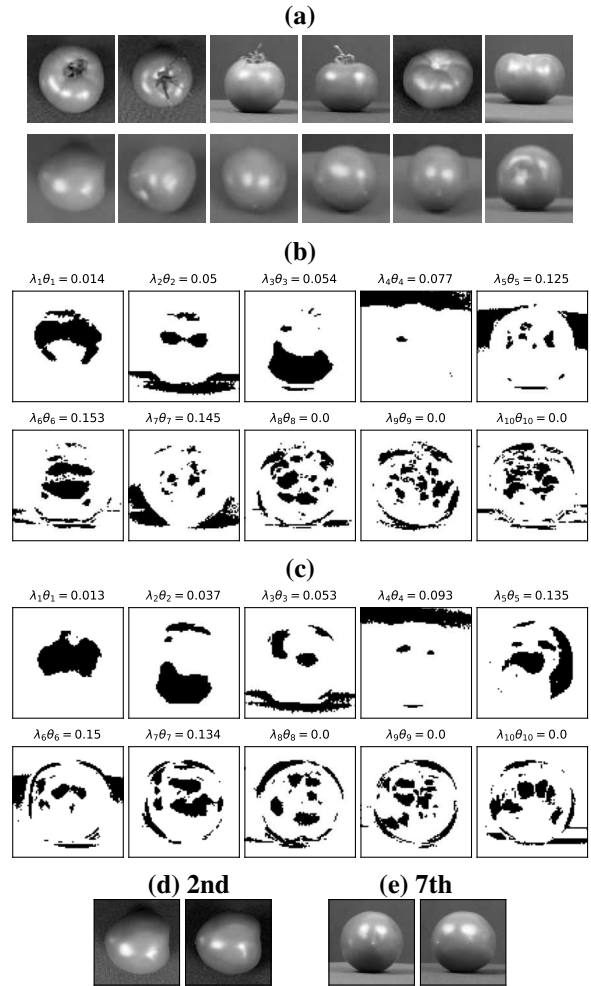 (a)
(b)
λ₁θ₁ = 0.014 λ₂θ₂ = 0.05 λ₃θ₃ = 0.054 λ₄θ₄ = 0.077 λ₅θ₅ = 0.125
λ₆θ₆ = 0.153 λ₇θ₇ = 0.145 λ₈θ₈ = 0.0 λ₉θ₉ = 0.0 λ₁₀θ₁₀ = 0.0
(c)
λ₁θ₁ = 0.013 λ₂θ₂ = 0.037 λ₃θ₃ = 0.053 λ₄θ₄ = 0.093 λ₅θ₅ = 0.135
λ₆θ₆ = 0.15 λ₇θ₇ = 0.134 λ₈θ₈ = 0.0 λ₉θ₉ = 0.0 λ₁₀θ₁₀ = 0.0
(d) 2nd (e) 7th